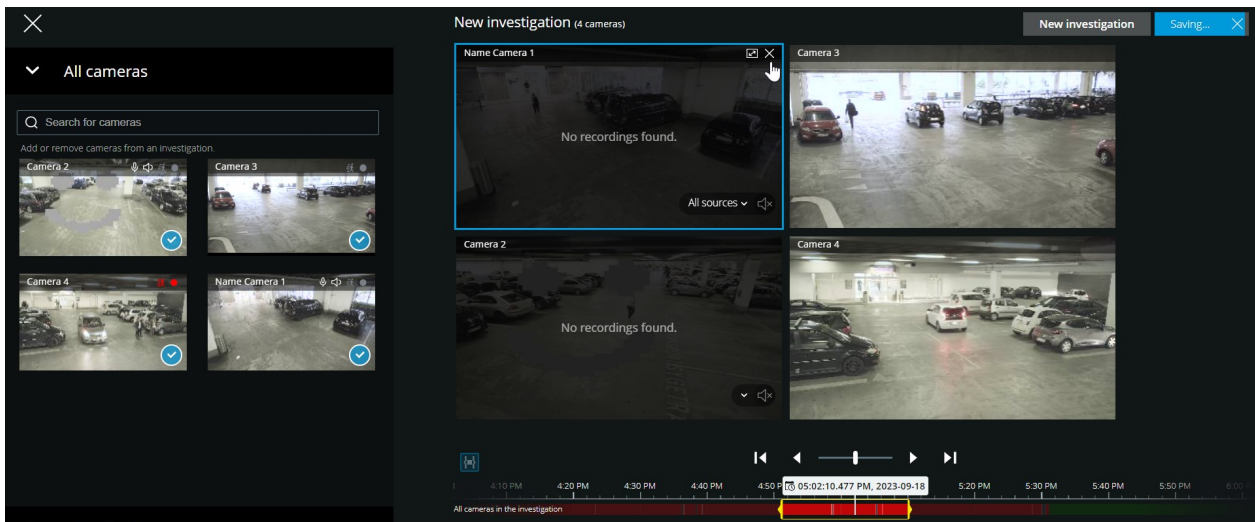 New investigation (4 cameras)
New investigation
Saving...
All cameras
Search for cameras
Add or remove cameras from an investigation.
Camera 2
Camera 3
Camera 4
Name Camera 1
Name Camera 1
No recordings found.
All sources
Camera 3
Camera 2
No recordings found.
Camera 4
4:10 PM 4:20 PM 4:30 PM 4:40 PM 4:50 P 05:02:10.477 PM, 2023-09-18 5:20 PM 5:30 PM 5:40 PM 5:50 PM 6:00
All cameras in the investigation